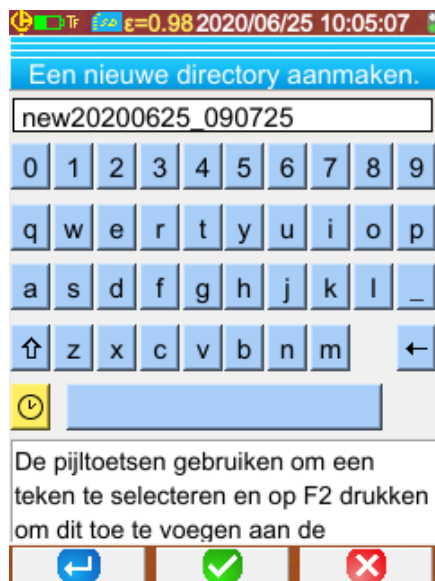 Tf iso ε=0.98 2020/06/25 10:05:07
Een nieuwe directory aanmaken.
new20200625_090725
0 1 2 3 4 5 6 7 8 9
q w e r t y u i o p
a s d f g h j k l _
z x c v b n m
De pijltoetsen gebruiken om een
teken te selecteren en op F2 drukken
om dit toe te voegen aan de